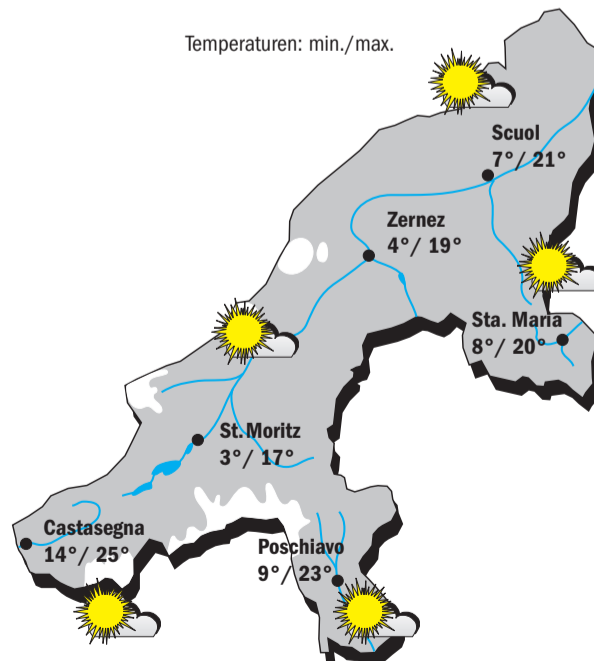 Temperaturen: min./max.
Scuol
7°/ 21°
Zernez
4°/ 19°
Sta. Maria
8°/ 20°
St. Moritz
3°/ 17°
Castasegna
14°/ 25°
Poschiavo
9°/ 23°